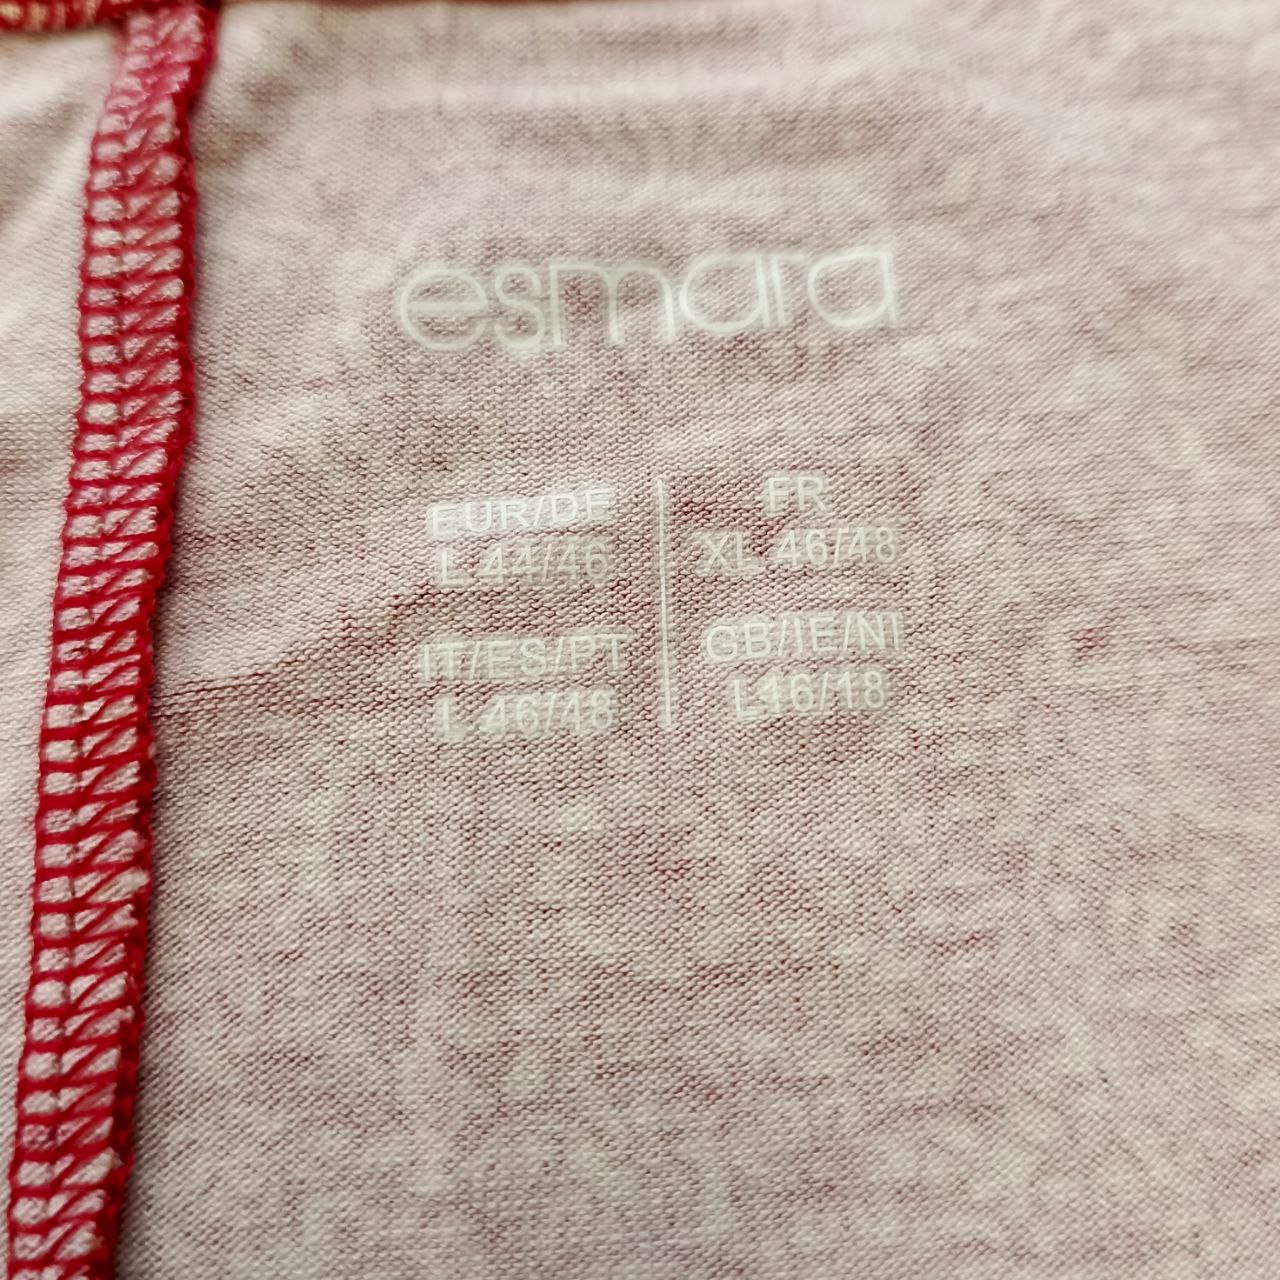 esmara
EUR/DE
L 44/46
FR
XL 46/48
IT/ES/PT
L 46/48
GB/IE/NI
L16/18